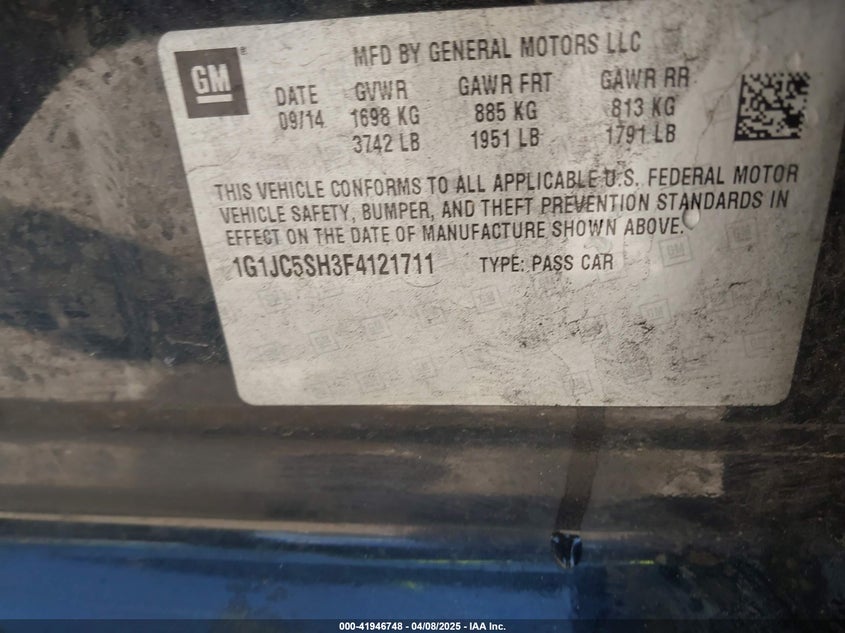 GM ®
MFD BY GENERAL MOTORS LLC
DATE GVWR GAWR FRT GAWR RR
09/14 1698 KG 885 KG 813 KG
3742 LB 1951 LB 1791 LB
THIS VEHICLE CONFORMS TO ALL APPLICABLE U.S. FEDERAL MOTOR
VEHICLE SAFETY, BUMPER, AND THEFT PREVENTION STANDARDS IN
EFFECT ON THE DATE OF MANUFACTURE SHOWN ABOVE.
1G1JC5SH3F4121711 TYPE: PASS CAR
000-41946748 - 04/08/2025 - IAA Inc.